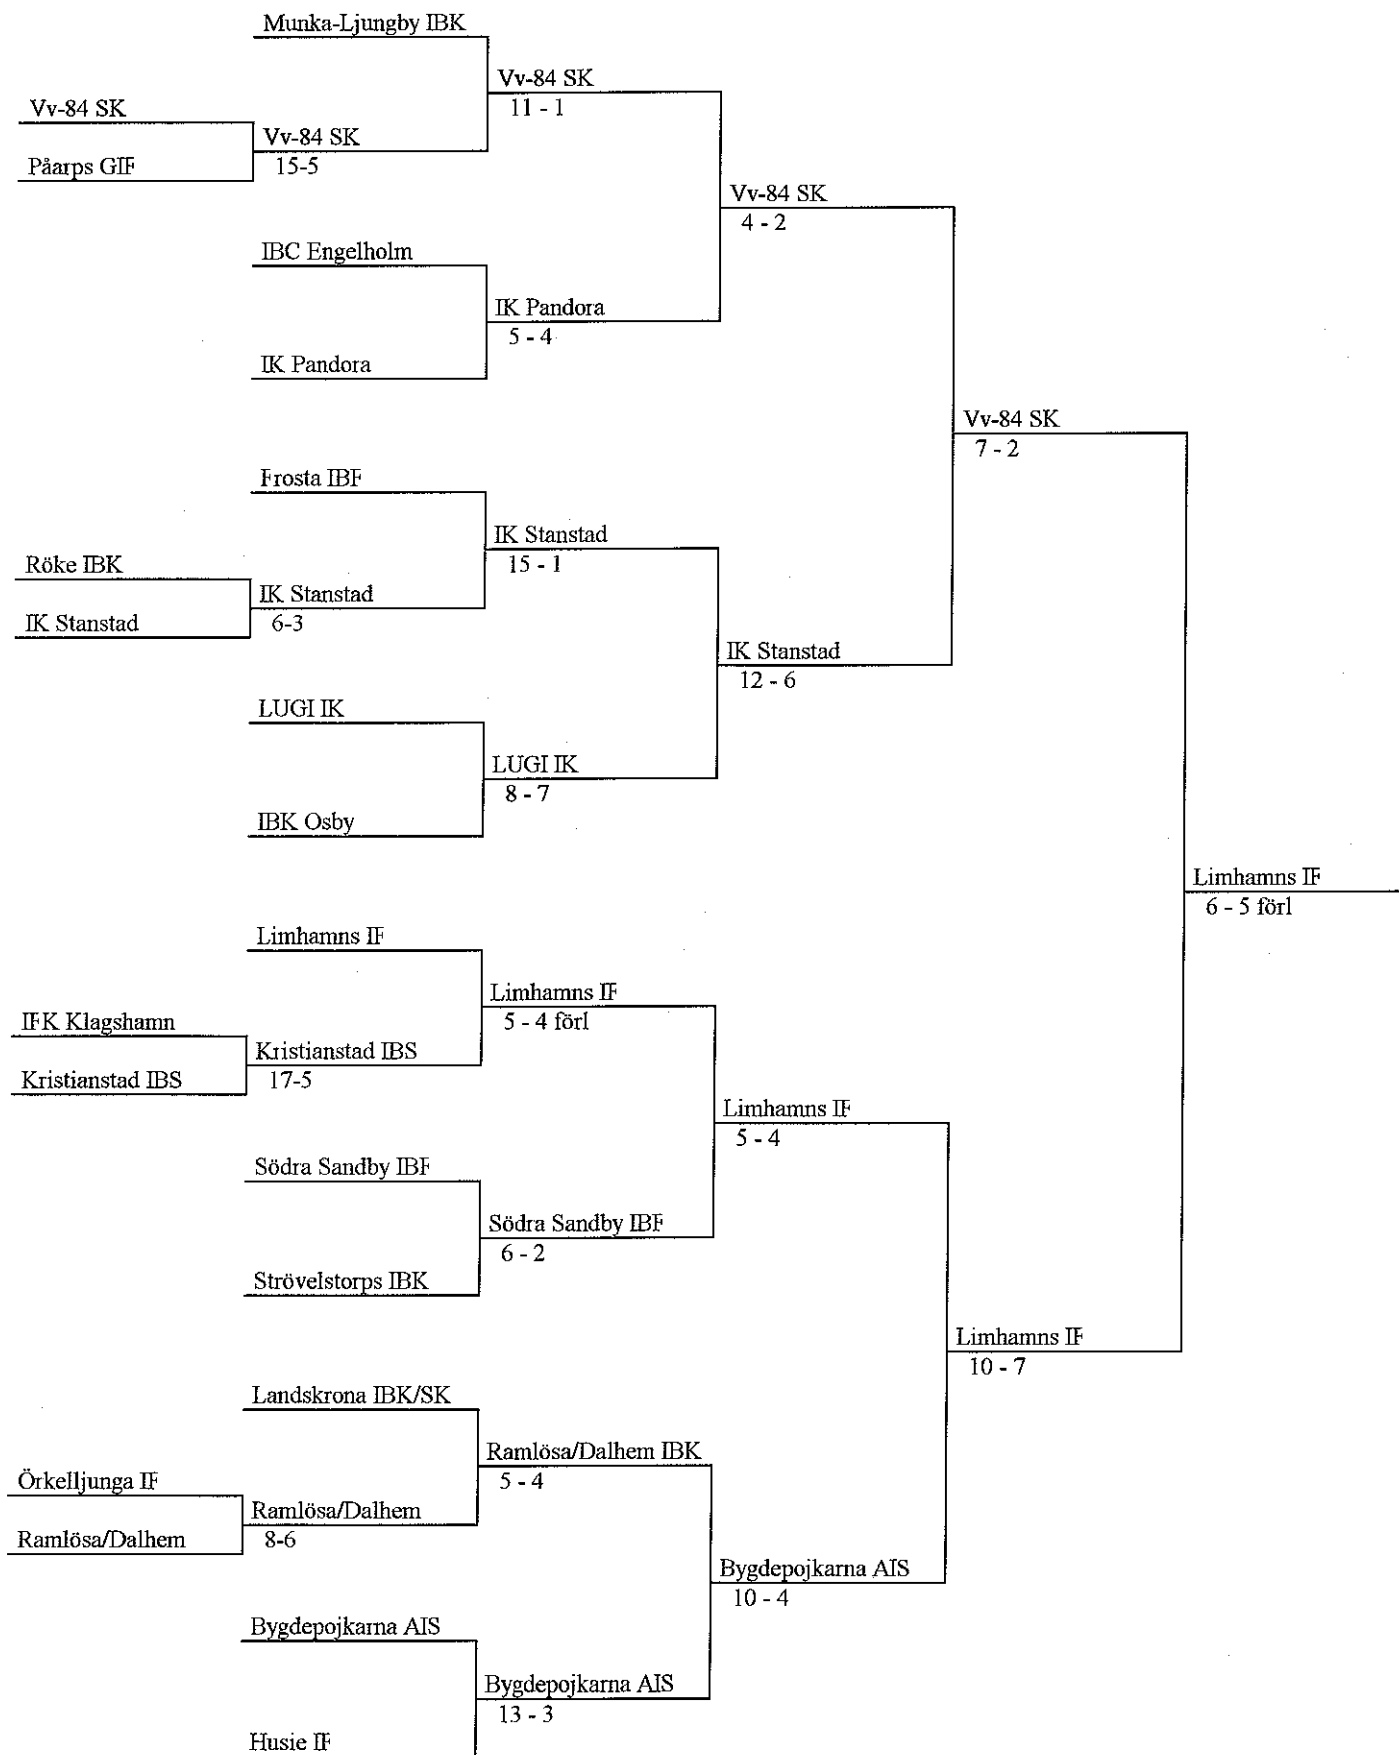 Munka-Ljungby IBK
Vv-84 SK
11 - 1
Vv-84 SK
Vv-84 SK
15-5
Påarps GIF
Vv-84 SK
4 - 2
IBC Engelholm
IK Pandora
5 - 4
IK Pandora
Vv-84 SK
7 - 2
Frosta IBF
IK Stanstad
15 - 1
Röke IBK
IK Stanstad
6-3
IK Stanstad
IK Stanstad
12 - 6
LUGI IK
LUGI IK
8 - 7
IBK Osby
Limhamns IF
6 - 5 förl
Limhamns IF
Limhamns IF
5 - 4 förl
IFK Klagshamn
Kristianstad IBS
17-5
Kristianstad IBS
Limhamns IF
5 - 4
Södra Sandby IBF
Södra Sandby IBF
6 - 2
Strövelstorps IBK
Limhamns IF
10 - 7
Landskrona IBK/SK
Ramlösa/Dalhem IBK
5 - 4
Örkelljunga IF
Ramlösa/Dalhem
8-6
Ramlösa/Dalhem
Bygdepojkarna AIS
10 - 4
Bygdepojkarna AIS
Bygdepojkarna AIS
13 - 3
Husie IF